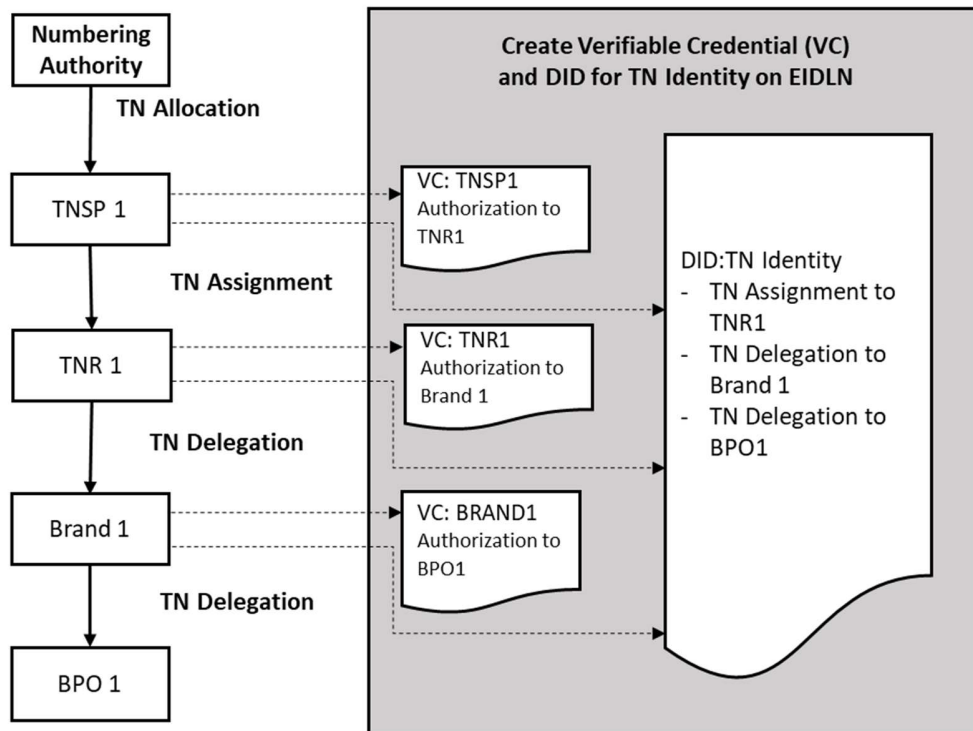 Numbering
Authority
TN Allocation
TNSP 1
TN Assignment
TNR 1
TN Delegation
Brand 1
TN Delegation
BPO 1
Create Verifiable Credential (VC)
and DID for TN Identity on EIDLN
VC: TNSP1
Authorization to
TNR1
VC: TNR1
Authorization to
Brand 1
VC: BRAND1
Authorization to
BPO1
DID:TN Identity
- TN Assignment to
TNR1
- TN Delegation to
Brand 1
- TN Delegation to
BPO1